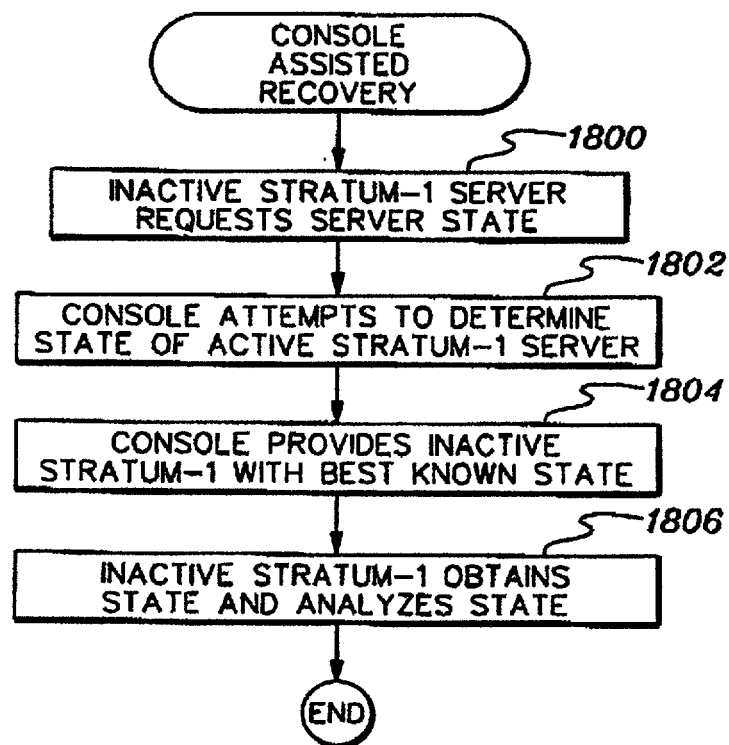 CONSOLE
ASSISTED
RECOVERY
1800
INACTIVE STRATUM-1 SERVER
REQUESTS SERVER STATE
1802
CONSOLE ATTEMPTS TO DETERMINE
STATE OF ACTIVE STRATUM-1 SERVER
1804
CONSOLE PROVIDES INACTIVE
STRATUM-1 WITH BEST KNOWN STATE
1806
INACTIVE STRATUM-1 OBTAINS
STATE AND ANALYZES STATE
END